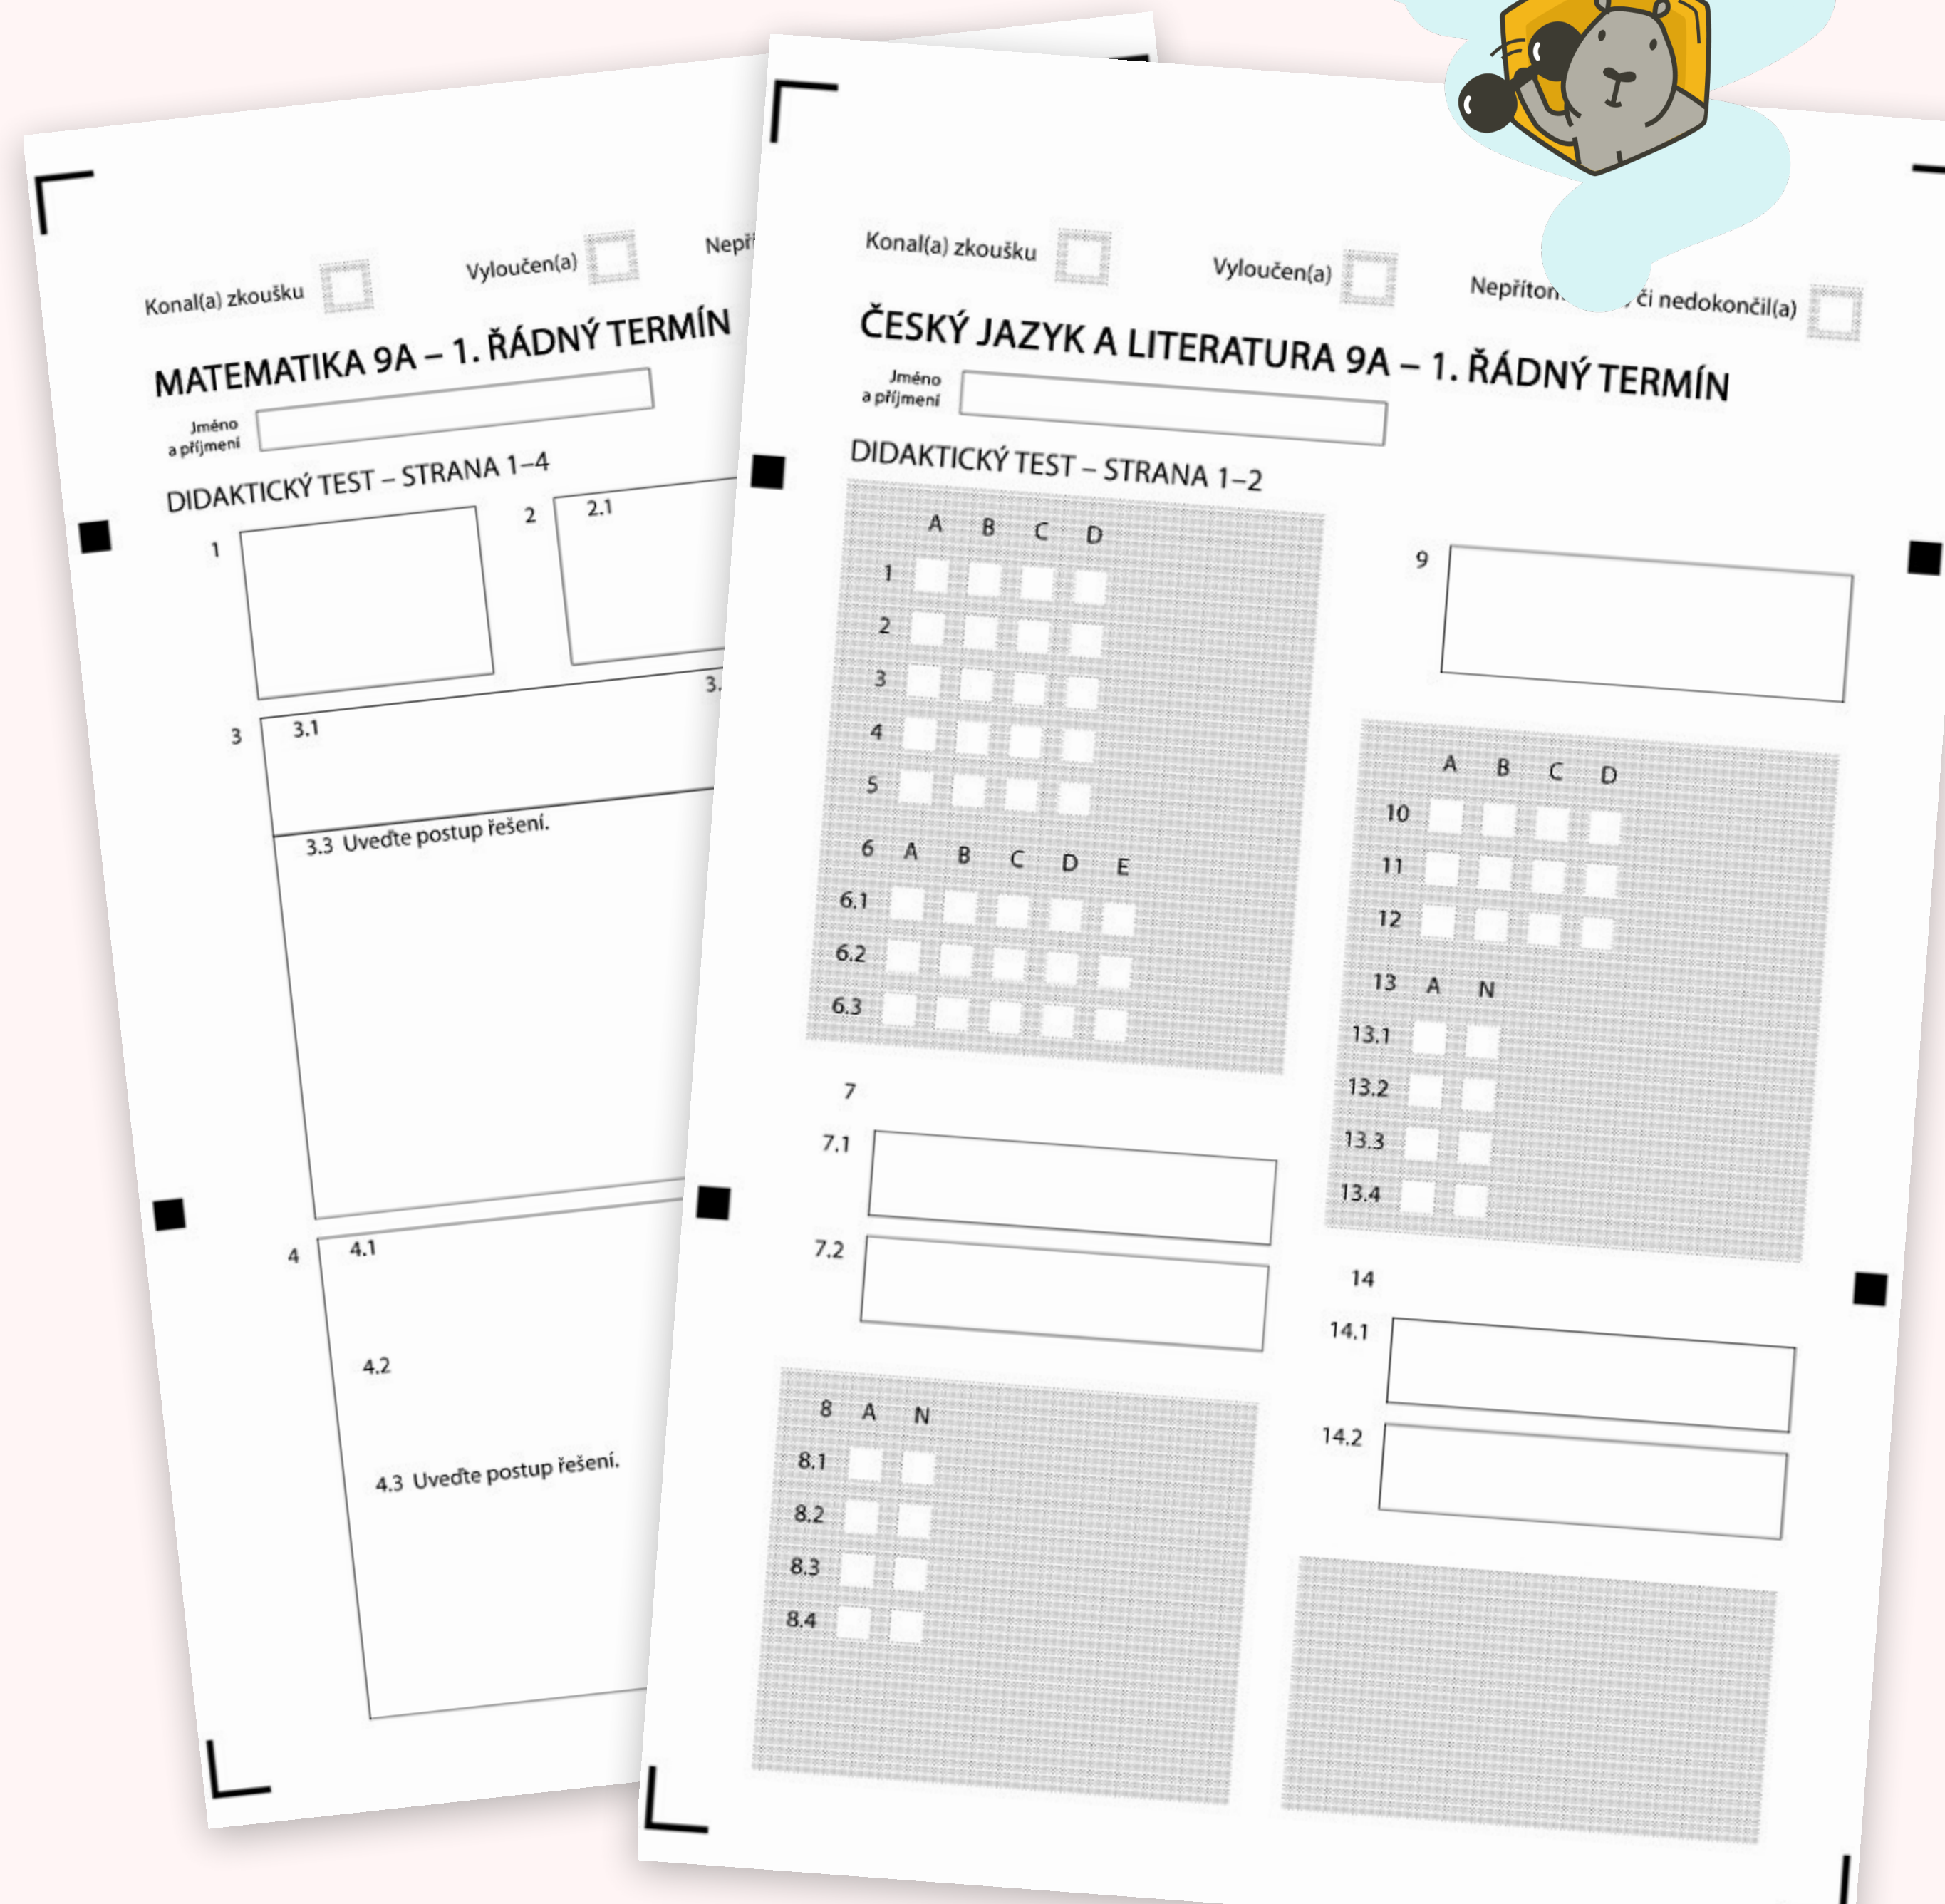 Konal(a) zkoušku
Vyloučen(a)
MATEMATIKA 9A – 1. ŘÁDNÝ TERMÍN
Jméno
a příjmení
DIDAKTICKÝ TEST – STRANA 1–4
1
2
2.1
3
3.1
3.3 Uveďte postup řešení.
4
4.1
4.2
4.3 Uveďte postup řešení.
Konal(a) zkoušku
Vyloučen(a)
či nedokončil(a)
ČESKÝ JAZYK A LITERATURA 9A – 1. ŘÁDNÝ TERMÍN
Jméno
a příjmení
DIDAKTICKÝ TEST – STRANA 1–2
A B C D
1
2
3
4
5
6 A B C D E
6.1
6.2
6.3
7
7.1
7.2
8 A N
8.1
8.2
8.3
8.4
9
A B C D
10
11
12
13 A N
13.1
13.2
13.3
13.4
14
14.1
14.2